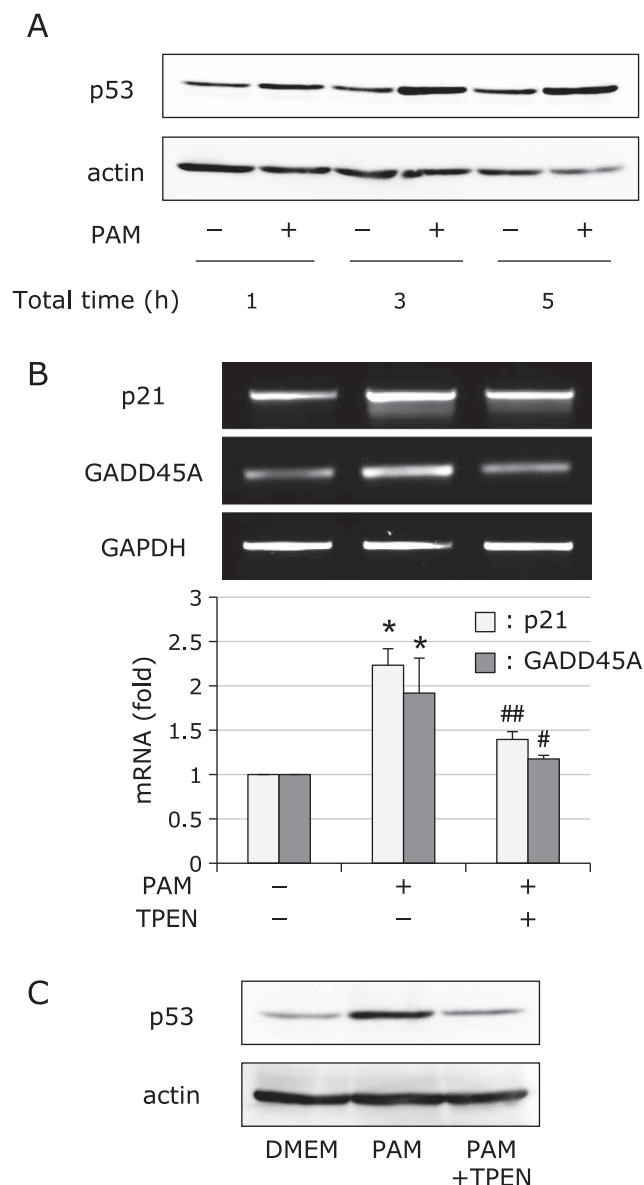 A
p53
actin
PAM − + − + − +
Total time (h) 1 3 5
B
p21
GADD45A
GAPDH
3
2.5
2
1.5
1
0.5
0
mRNA (fold)
* *
## #
: p21
: GADD45A
PAM − + +
TPEN − − +
C
p53
actin
DMEM PAM PAM
+TPEN